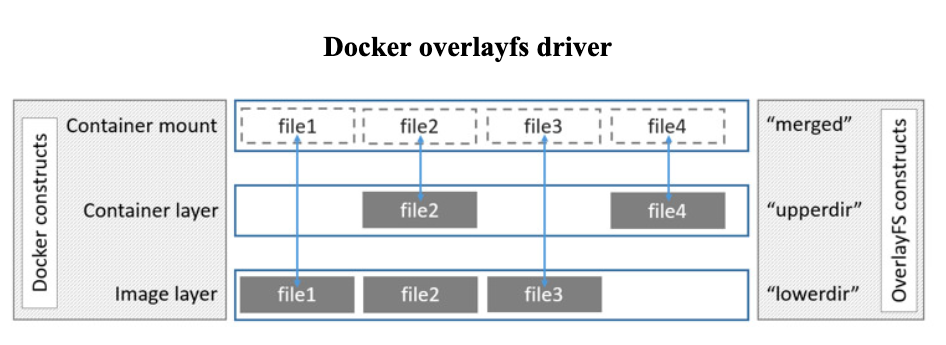 Docker overlayfs driver
Docker constructs
Container mount
file1
file2
file3
file4
“merged”
Container layer
file2
file4
“upperdir”
Image layer
file1
file2
file3
“lowerdir”
OverlayFS constructs